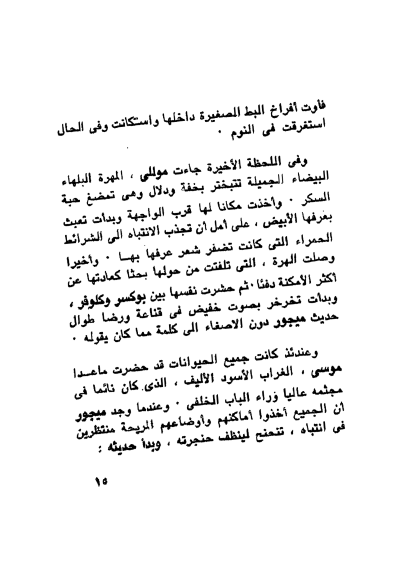 فأوت أفراخ البط الصغيرة داخلها واستكانت وفى الحال
استغرقت فى النوم .
وفى اللحظة الأخيرة جاءت موللى ، المهرة البلهاء
البيضاء الجميلة تتبختر بخفة ودلال وهى تمضغ حبة
السكر . وأخذت مكانا لها قرب الواجهة وبدأت تعبث
بعرفها الأبيض ، على أمل أن تجذب الانتباه الى الشرائط
الحمراء التى كانت تضفر شعر عرفها بهـا . وأخيرا
وصلت الهرة ، التى تلفتت من حولها بحثا كعادتها عن
أكثر الأمكنة دفئا . ثم حشرت نفسها بين بوكسر وكلوفر ،
وبدأت تخرخر بصوت خفيض فى قناعة ورضا طوال
حديث ميجور دون الاصغاء الى كلمة مما كان يقوله .
وعندئذ كانت جميع الحيوانات قد حضرت ماعـدا
موسى ، الغراب الأسود الأليف ، الذى كان نائما فى
مجثمه عاليا وراء الباب الخلفى . وعندما وجد ميجور
أن الجميع أخذوا أماكنهم وأوضاعهم المريحة منتظرين
فى انتباه ، تنحنح لينظف حنجرته ، وبدأ حديثه :
١٥